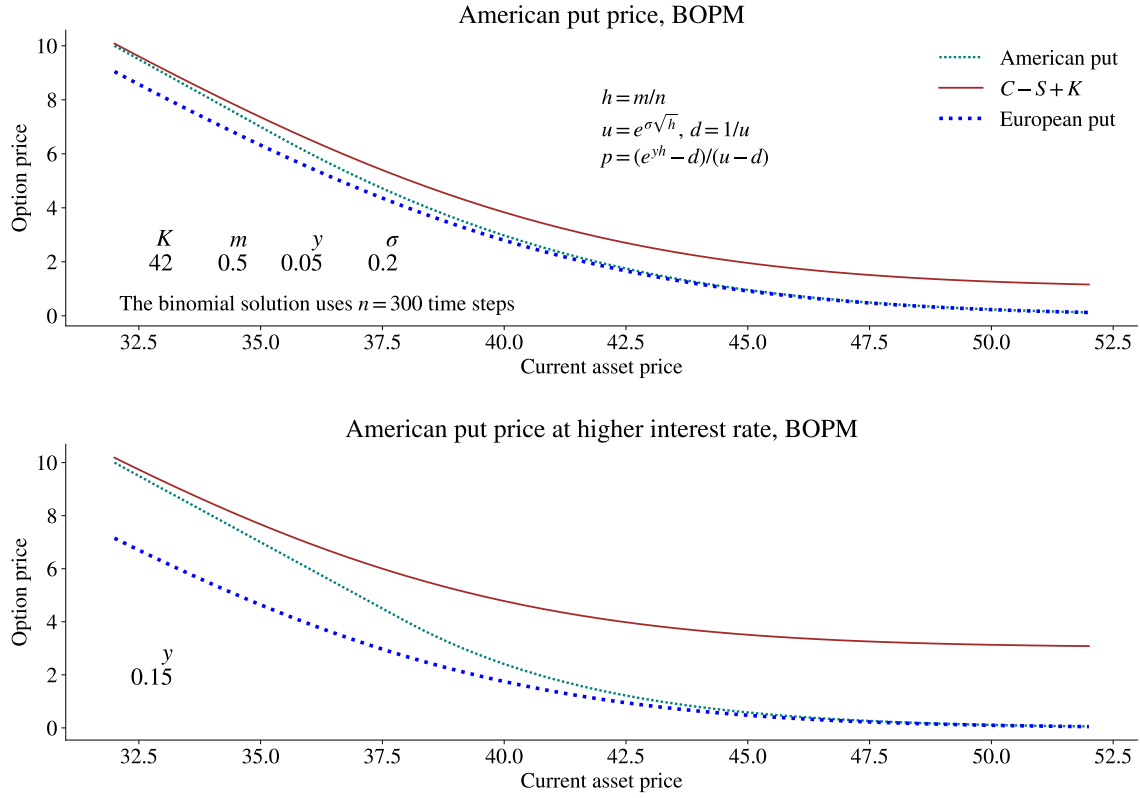 American put price, BOPM
10
8
6
4
2
0
Option price
American put
C − S + K
European put
h = m/n
u = e^{σ√h}, d = 1/u
p = (e^{yh} − d)/(u − d)
K m y σ
42 0.5 0.05 0.2
The binomial solution uses n = 300 time steps
32.5 35.0 37.5 40.0 42.5 45.0 47.5 50.0 52.5
Current asset price
American put price at higher interest rate, BOPM
10
8
6
4
2
0
Option price
y
0.15
32.5 35.0 37.5 40.0 42.5 45.0 47.5 50.0 52.5
Current asset price